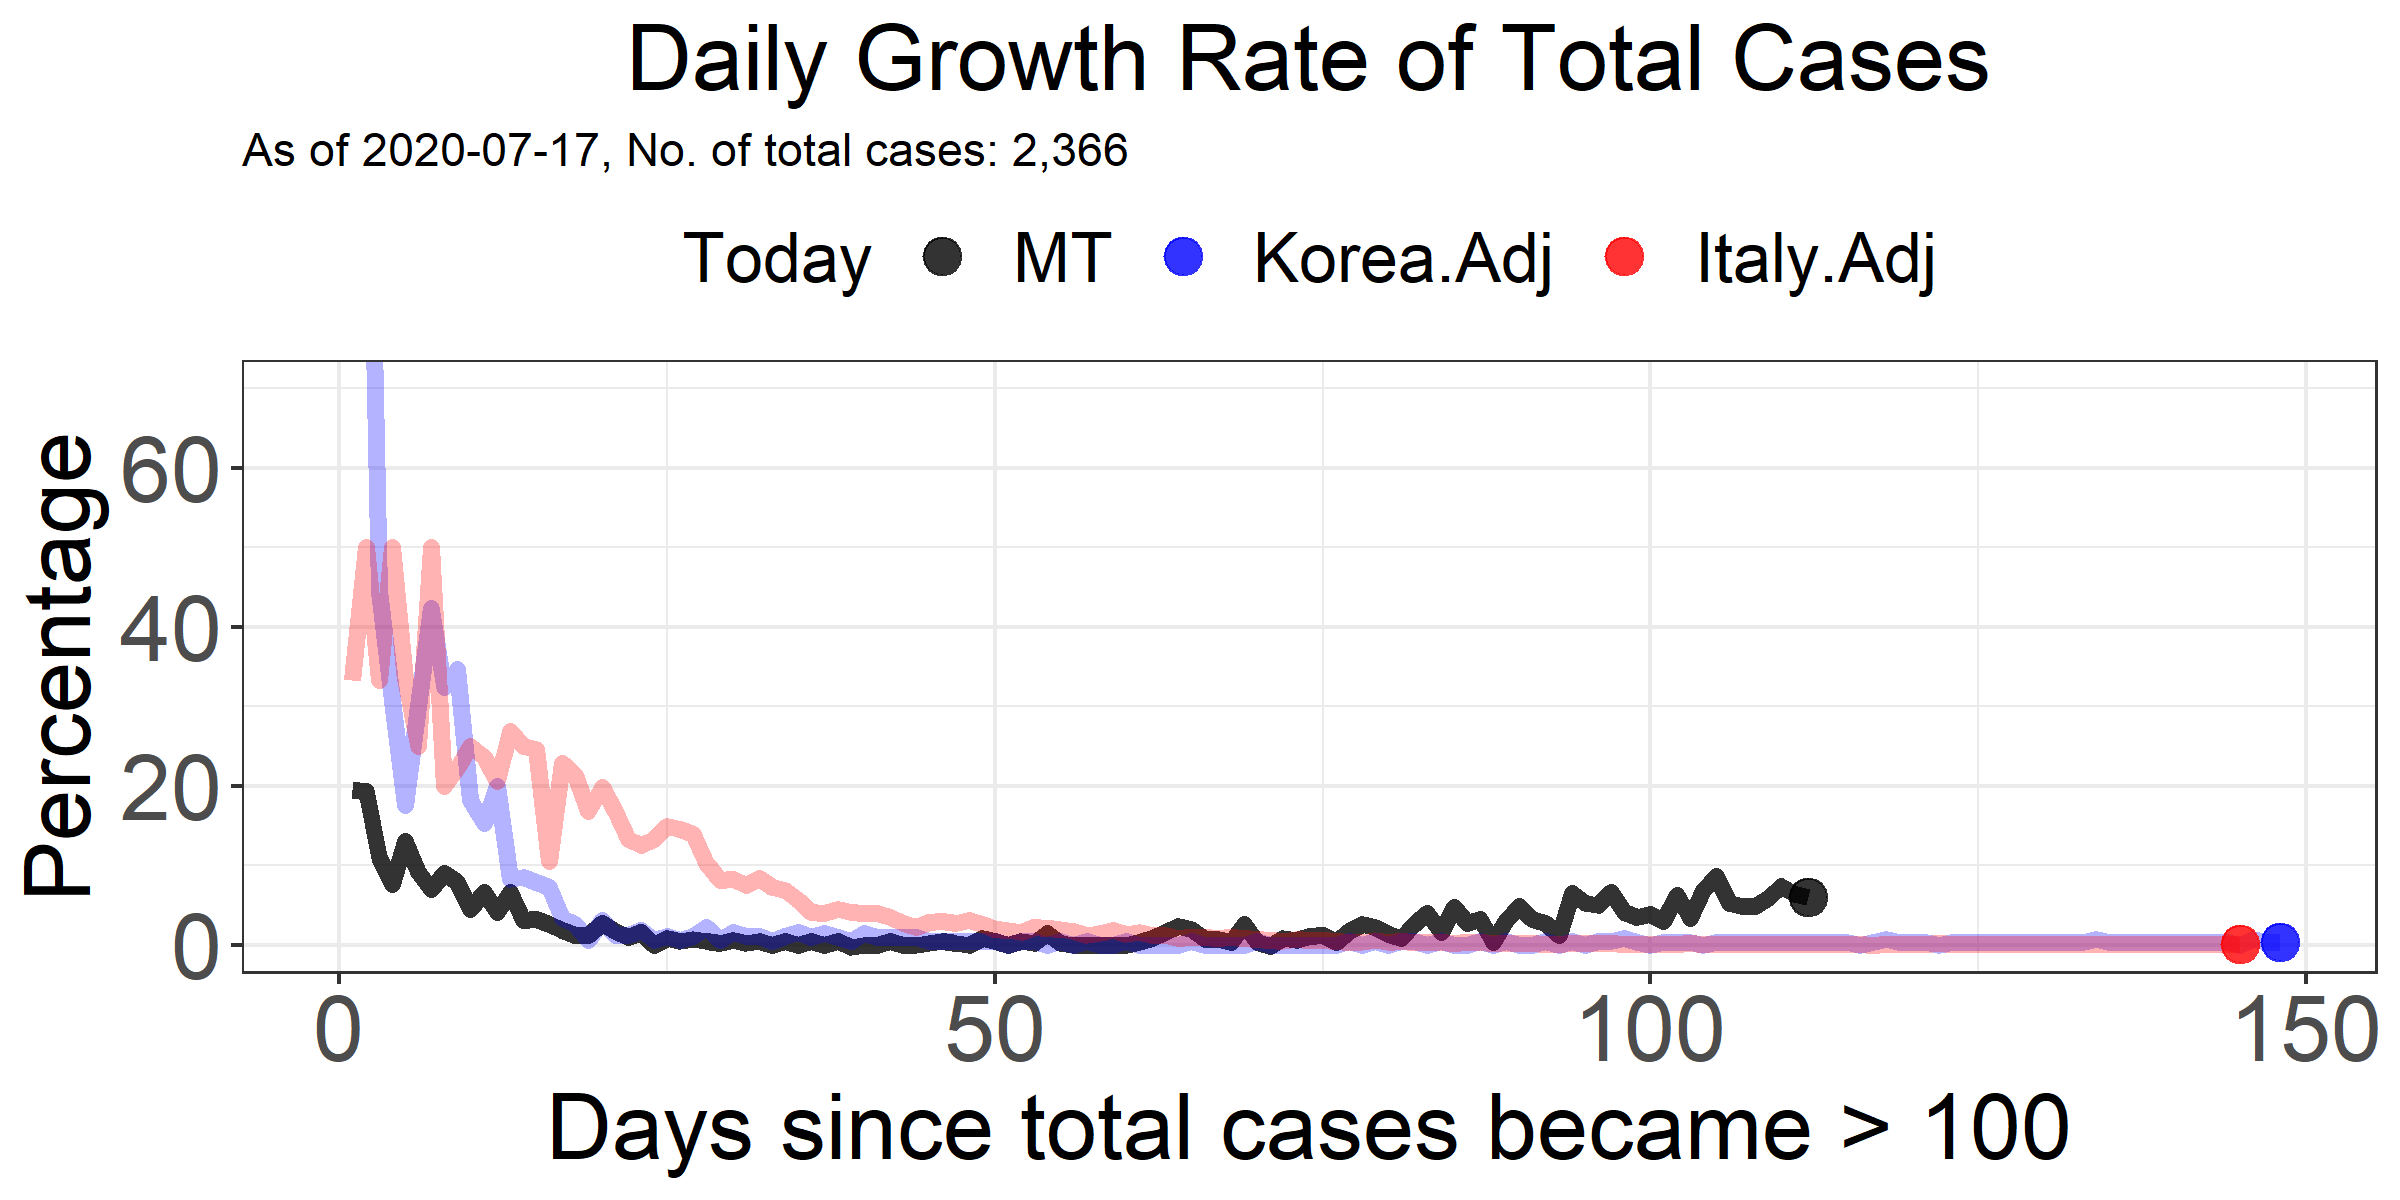 Daily Growth Rate of Total Cases
As of 2020-07-17, No. of total cases: 2,366
Today MT Korea.Adj Italy.Adj
Percentage
60
40
20
0
0 50 100 150
Days since total cases became > 100